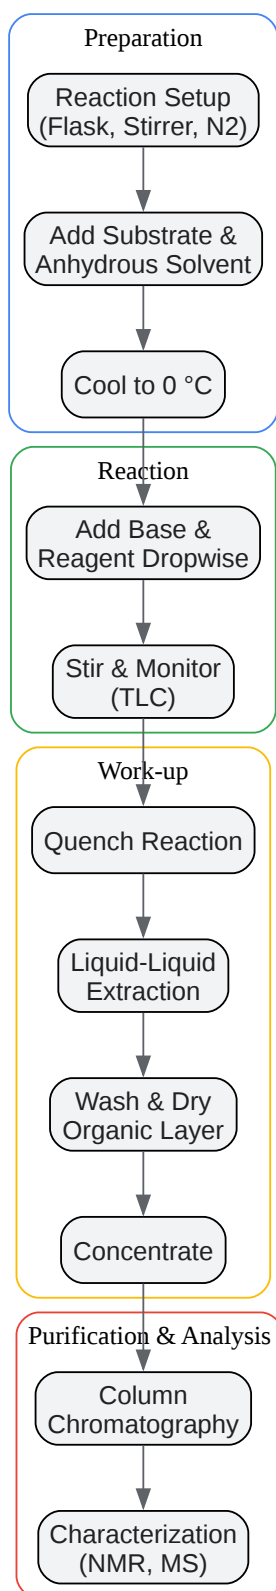 Preparation
Reaction Setup
(Flask, Stirrer, N2)
Add Substrate &
Anhydrous Solvent
Cool to 0 °C
Reaction
Add Base &
Reagent Dropwise
Stir & Monitor
(TLC)
Work-up
Quench Reaction
Liquid-Liquid
Extraction
Wash & Dry
Organic Layer
Concentrate
Purification & Analysis
Column
Chromatography
Characterization
(NMR, MS)